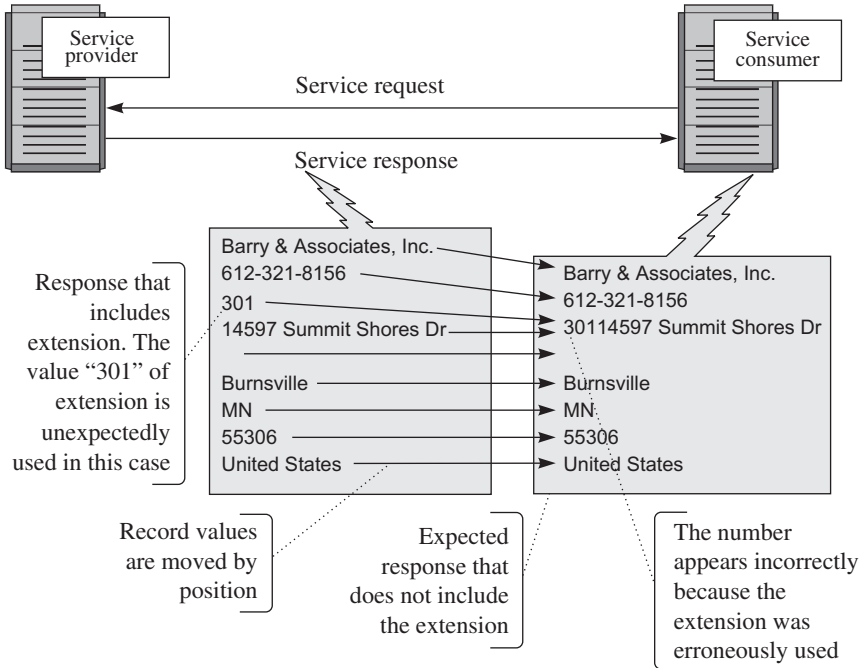 Service
provider
Service
consumer
Service request
Service response
Barry & Associates, Inc.
612-321-8156
301
14597 Summit Shores Dr
Burnsville
MN
55306
United States
Barry & Associates, Inc.
612-321-8156
30114597 Summit Shores Dr
Burnsville
MN
55306
United States
Response that
includes
extension. The
value “301” of
extension is
unexpectedly
used in this case
Record values
are moved by
position
Expected
response that
does not include
the extension
The number
appears incorrectly
because the
extension was
erroneously used